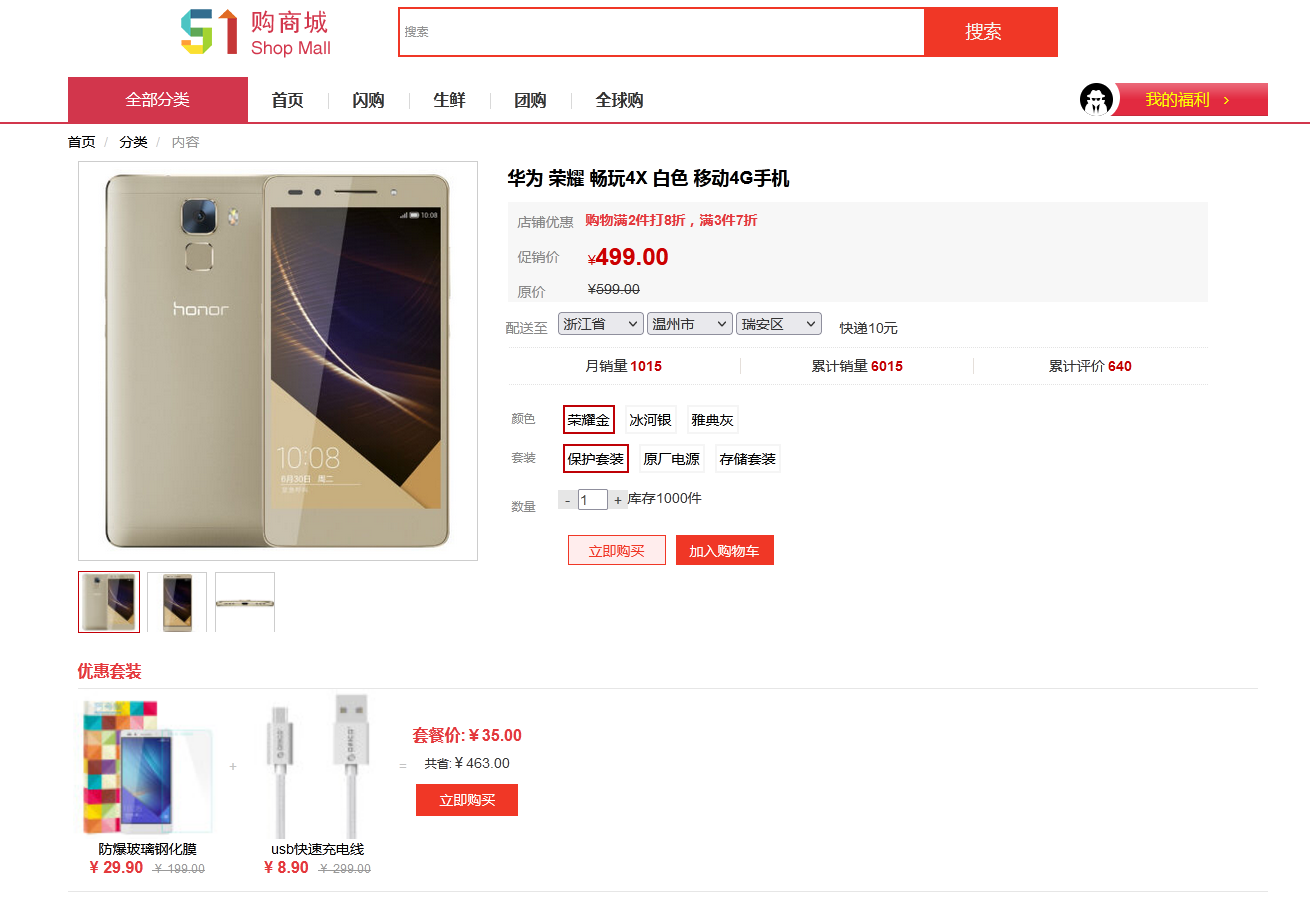 51 购商城
Shop Mall
搜索
搜索
全部分类
首页
闪购
生鲜
团购
全球购
我的福利 ›
首页 / 分类 / 内容
honor
10:08
10:08
6月30日 周二
华为 荣耀 畅玩4X 白色 移动4G手机
店铺优惠 购物满2件打8折，满3件7折
促销价 ¥499.00
原价 ¥599.00
配送至 浙江省 温州市 瑞安区 快递10元
月销量 1015
累计销量 6015
累计评价 640
颜色 荣耀金 冰河银 雅典灰
套装 保护套装 原厂电源 存储套装
数量 - 1 + 库存1000件
立即购买 加入购物车
优惠套装
ORICO
ORICO
+
=
防爆玻璃钢化膜
¥ 29.90 ¥ 199.00
usb快速充电线
¥ 8.90 ¥ 299.00
套餐价: ¥ 35.00
共省: ¥ 463.00
立即购买